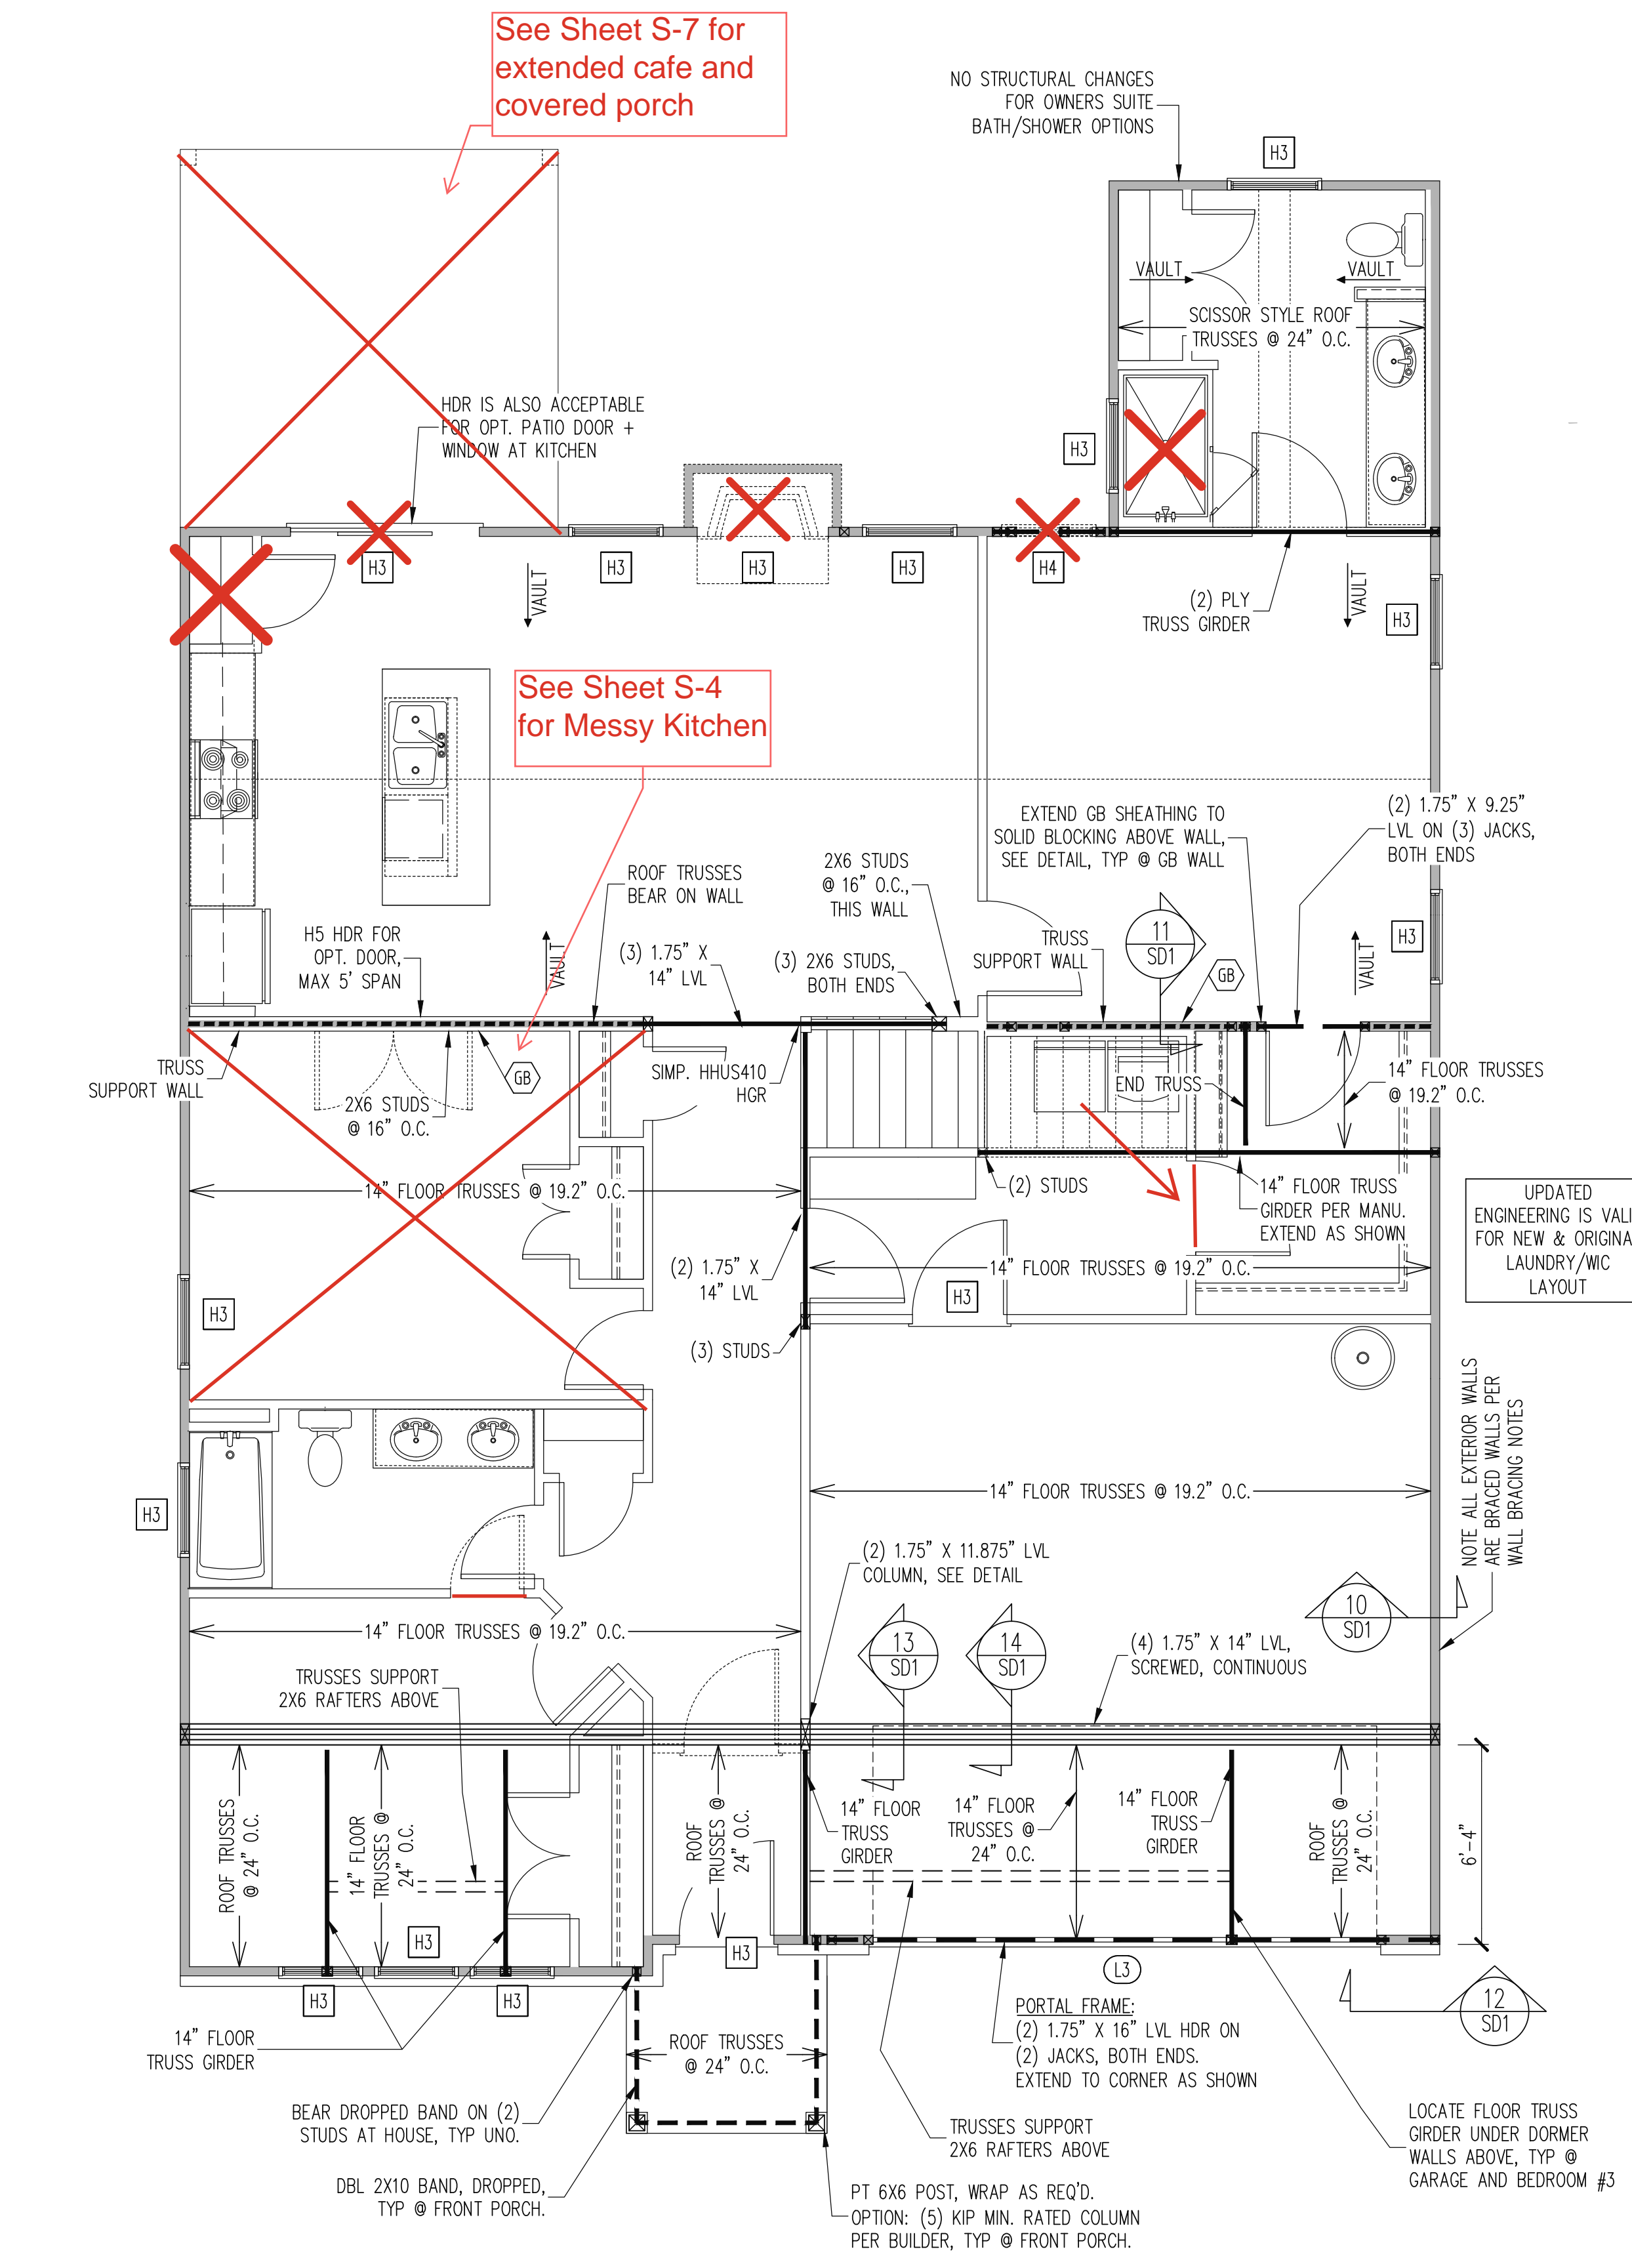 See Sheet S-7 for
extended cafe and
covered porch
NO STRUCTURAL CHANGES
FOR OWNERS SUITE
BATH/SHOWER OPTIONS
H3
VAULT
VAULT
SCISSOR STYLE ROOF
TRUSSES @ 24" O.C.
HDR IS ALSO ACCEPTABLE
FOR OPT. PATIO DOOR +
WINDOW AT KITCHEN
H3
H3
H3
H3
H3
H4
VAULT
(2) PLY
TRUSS GIRDER
VAULT
H3
See Sheet S-4
for Messy Kitchen
(2) 1.75" X 9.25"
LVL ON (3) JACKS,
BOTH ENDS
EXTEND GB SHEATHING TO
SOLID BLOCKING ABOVE WALL,
SEE DETAIL, TYP @ GB WALL
2X6 STUDS
@ 16" O.C.,
THIS WALL
ROOF TRUSSES
BEAR ON WALL
H5 HDR FOR
OPT. DOOR,
MAX 5' SPAN
VAULT
(3) 1.75" X
14" LVL
(3) 2X6 STUDS,
BOTH ENDS
TRUSS
SUPPORT WALL
11
SD1
GB
VAULT
H3
TRUSS
SUPPORT WALL
2X6 STUDS
@ 16" O.C.
GB
SIMP. HHUS410
HGR
END TRUSS
14" FLOOR TRUSSES
@ 19.2" O.C.
14" FLOOR TRUSSES @ 19.2" O.C.
(2) STUDS
14" FLOOR TRUSS
GIRDER PER MANU.
EXTEND AS SHOWN
UPDATED
ENGINEERING IS VALI
FOR NEW & ORIGINA
LAUNDRY/WIC
LAYOUT
(2) 1.75" X
14" LVL
14" FLOOR TRUSSES @ 19.2" O.C.
H3
H3
(3) STUDS
NOTE ALL EXTERIOR WALLS
ARE BRACED WALLS PER
WALL BRACING NOTES
H3
14" FLOOR TRUSSES @ 19.2" O.C.
(2) 1.75" X 11.875" LVL
COLUMN, SEE DETAIL
10
SD1
14" FLOOR TRUSSES @ 19.2" O.C.
13
SD1
14
SD1
(4) 1.75" X 14" LVL,
SCREWED, CONTINUOUS
TRUSSES SUPPORT
2X6 RAFTERS ABOVE
ROOF TRUSSES
@ 24" O.C.
14" FLOOR
TRUSSES @
24" O.C.
ROOF
TRUSSES @
24" O.C.
14" FLOOR
TRUSS
GIRDER
14" FLOOR
TRUSSES @
24" O.C.
14" FLOOR
TRUSS
GIRDER
ROOF
TRUSSES @
24" O.C.
6'-4"
H3
H3
H3
H3
L3
PORTAL FRAME:
(2) 1.75" X 16" LVL HDR ON
(2) JACKS, BOTH ENDS.
EXTEND TO CORNER AS SHOWN
12
SD1
14" FLOOR
TRUSS GIRDER
ROOF TRUSSES
@ 24" O.C.
BEAR DROPPED BAND ON (2)
STUDS AT HOUSE, TYP UNO.
TRUSSES SUPPORT
2X6 RAFTERS ABOVE
LOCATE FLOOR TRUSS
GIRDER UNDER DORMER
WALLS ABOVE, TYP @
GARAGE AND BEDROOM #3
DBL 2X10 BAND, DROPPED,
TYP @ FRONT PORCH.
PT 6X6 POST, WRAP AS REQ'D.
OPTION: (5) KIP MIN. RATED COLUMN
PER BUILDER, TYP @ FRONT PORCH.